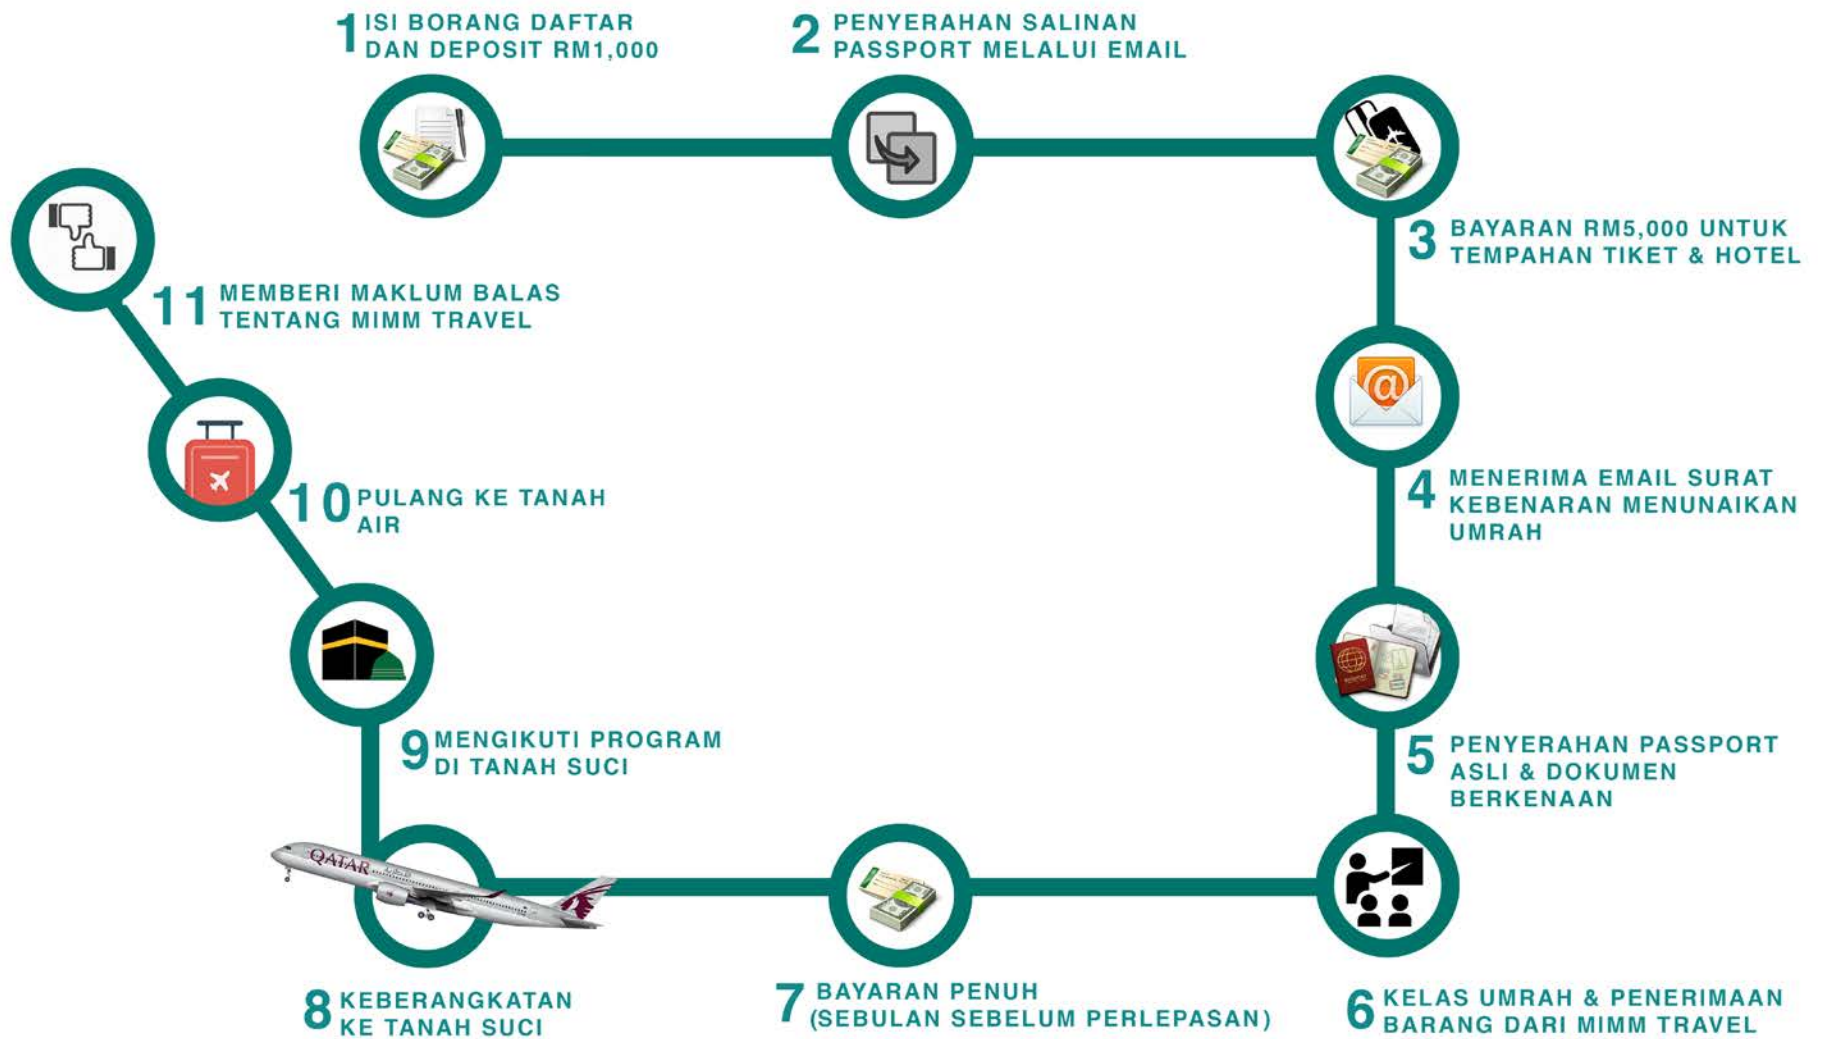 1 ISI BORANG DAFTAR
DAN DEPOSIT RM1,000
2 PENYERAHAN SALINAN
PASSPORT MELALUI EMAIL
3 BAYARAN RM5,000 UNTUK
TEMPAHAN TIKET & HOTEL
4 MENERIMA EMAIL SURAT
KEBENARAN MENUNAIKAN
UMRAH
5 PENYERAHAN PASSPORT
ASLI & DOKUMEN
BERKENAAN
6 KELAS UMRAH & PENERIMAAN
BARANG DARI MIMM TRAVEL
7 BAYARAN PENUH
(SEBULAN SEBELUM PERLEPASAN)
8 KEBERANGKATAN
KE TANAH SUCI
QATAR
9 MENGIKUTI PROGRAM
DI TANAH SUCI
10 PULANG KE TANAH
AIR
11 MEMBERI MAKLUM BALAS
TENTANG MIMM TRAVEL
@